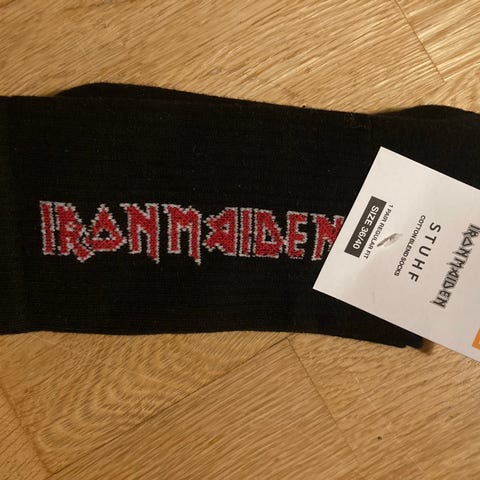 IRON MAIDEN
IRON MAIDEN
STUHF
COTTON BLEND SOCKS
1 PAIR REGULAR FIT
SIZE 36/40